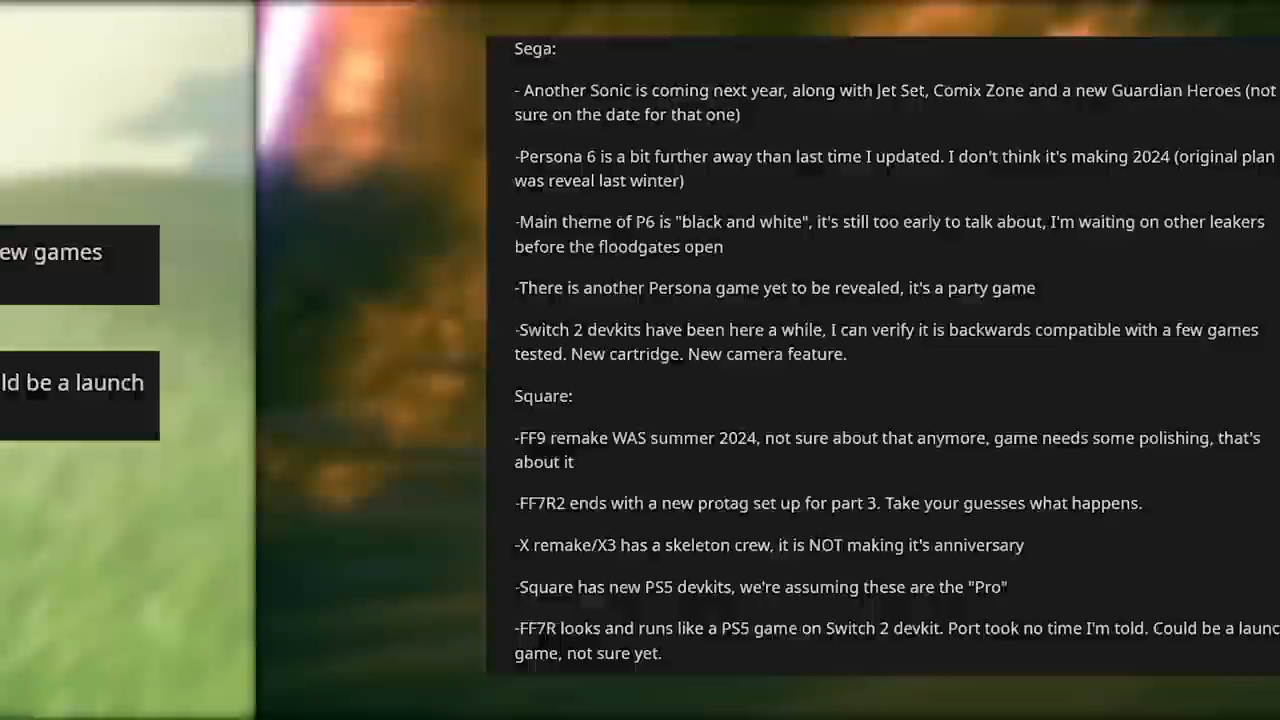 ew games
ld be a launch
Sega:
- Another Sonic is coming next year, along with Jet Set, Comix Zone and a new Guardian Heroes (not
sure on the date for that one)
-Persona 6 is a bit further away than last time I updated. I don't think it's making 2024 (original plan
was reveal last winter)
-Main theme of P6 is "black and white", it's still too early to talk about, I'm waiting on other leakers
before the floodgates open
-There is another Persona game yet to be revealed, it's a party game
-Switch 2 devkits have been here a while, I can verify it is backwards compatible with a few games
tested. New cartridge. New camera feature.
Square:
-FF9 remake WAS summer 2024, not sure about that anymore, game needs some polishing, that's
about it
-FF7R2 ends with a new protag set up for part 3. Take your guesses what happens.
-X remake/X3 has a skeleton crew, it is NOT making it's anniversary
-Square has new PS5 devkits, we're assuming these are the "Pro"
-FF7R looks and runs like a PS5 game on Switch 2 devkit. Port took no time I'm told. Could be a launc
game, not sure yet.